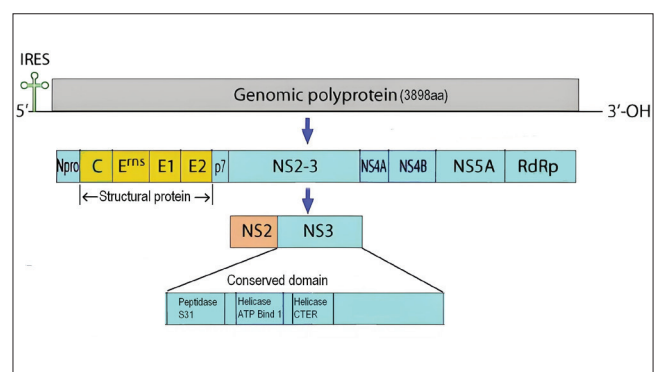 IRES
Genomic polyprotein (3898aa)
5′ 3′-OH
Npro C Erns E1 E2 p7 NS2-3 NS4A NS4B NS5A RdRp
Structural protein
NS2 NS3
Conserved domain
Peptidase Helicase Helicase
S31 ATP Bind 1 CTER